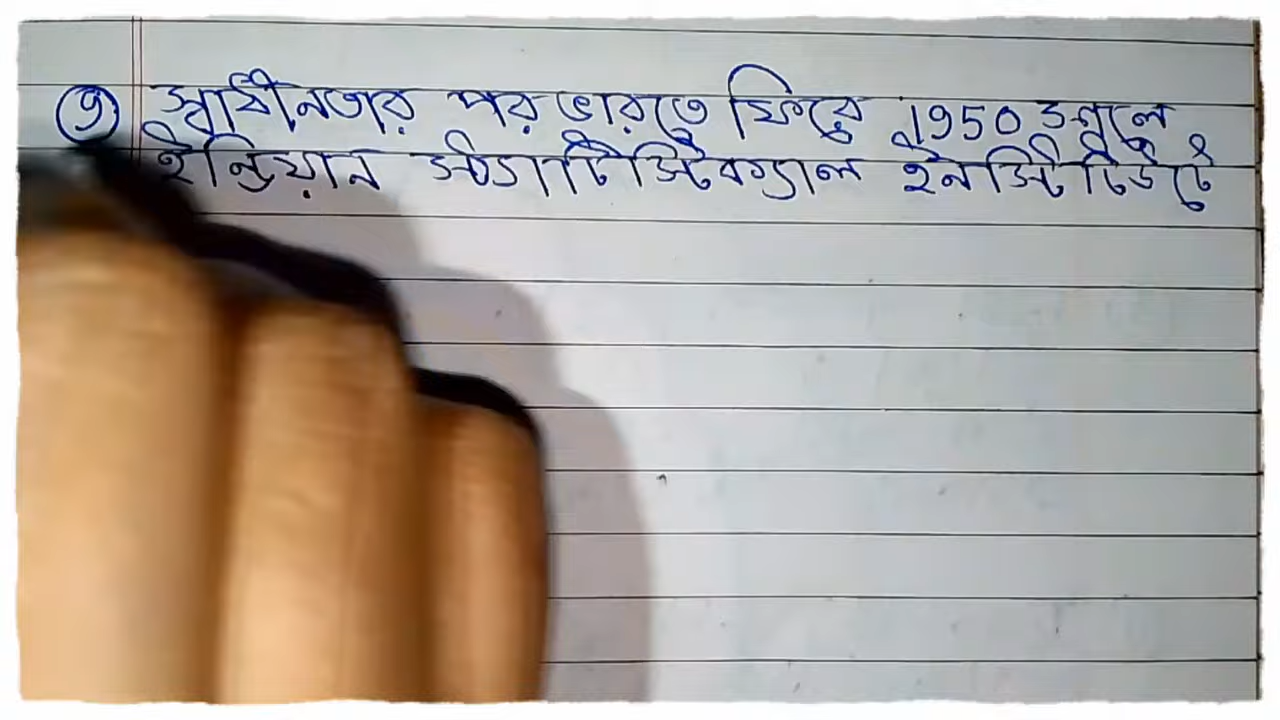 ৩ স্বাধীনতার পর ভারতে ফিরে 1950 সালে
ইন্ডিয়ান স্ট্যাটিস্টিক্যাল ইনস্টিটিউটে